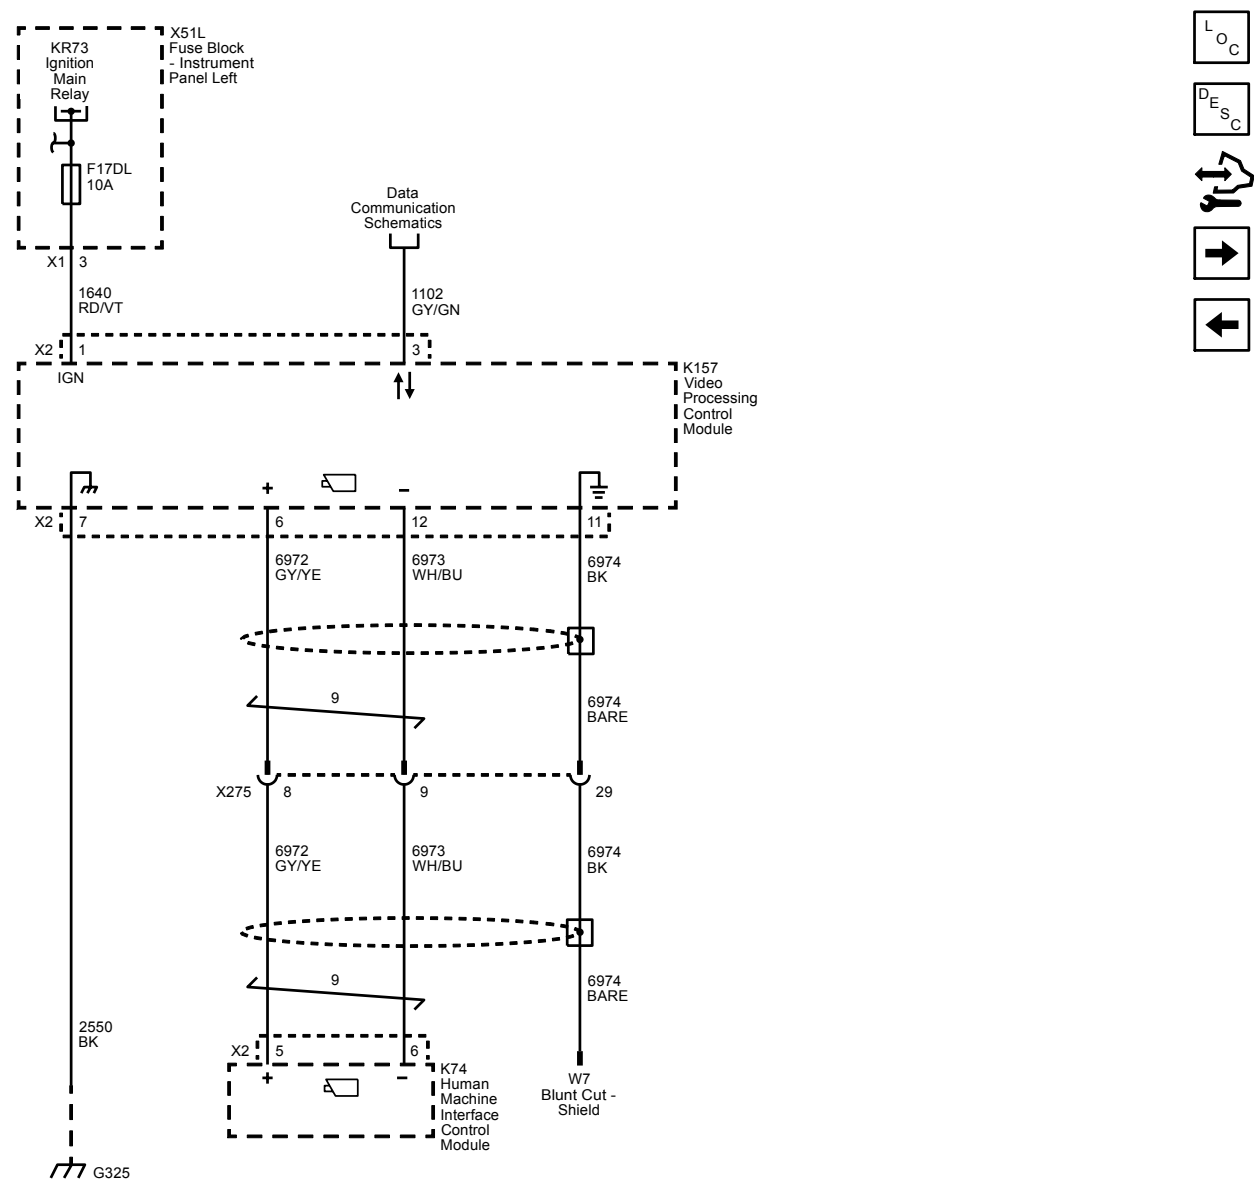 X51L
Fuse Block
- Instrument
Panel Left
KR73
Ignition
Main
Relay
F17DL
10A
X1 3
1640
RD/VT
Data
Communication
Schematics
1102
GY/GN
X2 1 3
IGN
K157
Video
Processing
Control
Module
+ −
X2 7 6 12 11
6972
GY/YE
6973
WH/BU
6974
BK
9
6974
BARE
X275 8 9 29
6972
GY/YE
6973
WH/BU
6974
BK
9
6974
BARE
2550
BK
X2 5 6
+ −
K74
Human
Machine
Interface
Control
Module
W7
Blunt Cut -
Shield
G325
LOC
DESC